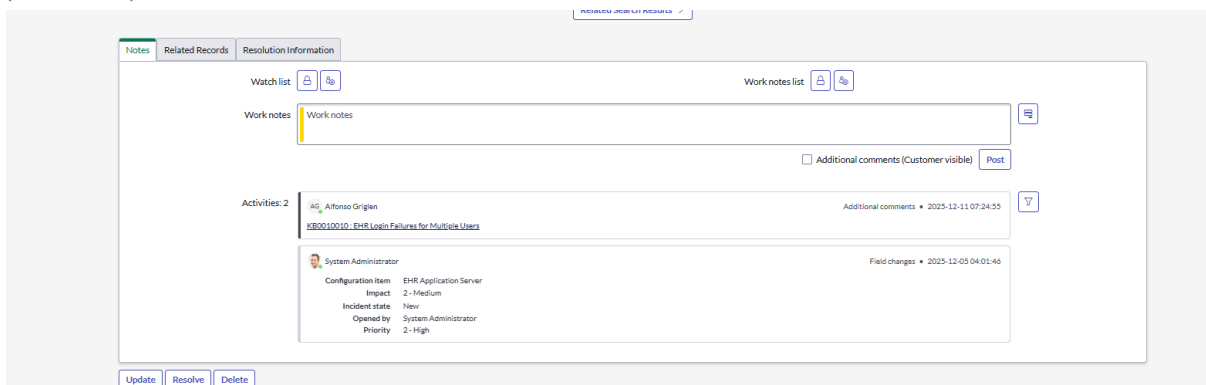 Related Search Results >
Notes Related Records Resolution Information
Watch list Work notes list
Work notes Work notes
Additional comments (Customer visible) Post
Activities: 2 AG Alfonso Griglen Additional comments • 2025-12-11 07:24:55
KB0010010 : EHR Login Failures for Multiple Users
System Administrator Field changes • 2025-12-05 04:01:46
Configuration item EHR Application Server
Impact 2 - Medium
Incident state New
Opened by System Administrator
Priority 2 - High
Update Resolve Delete